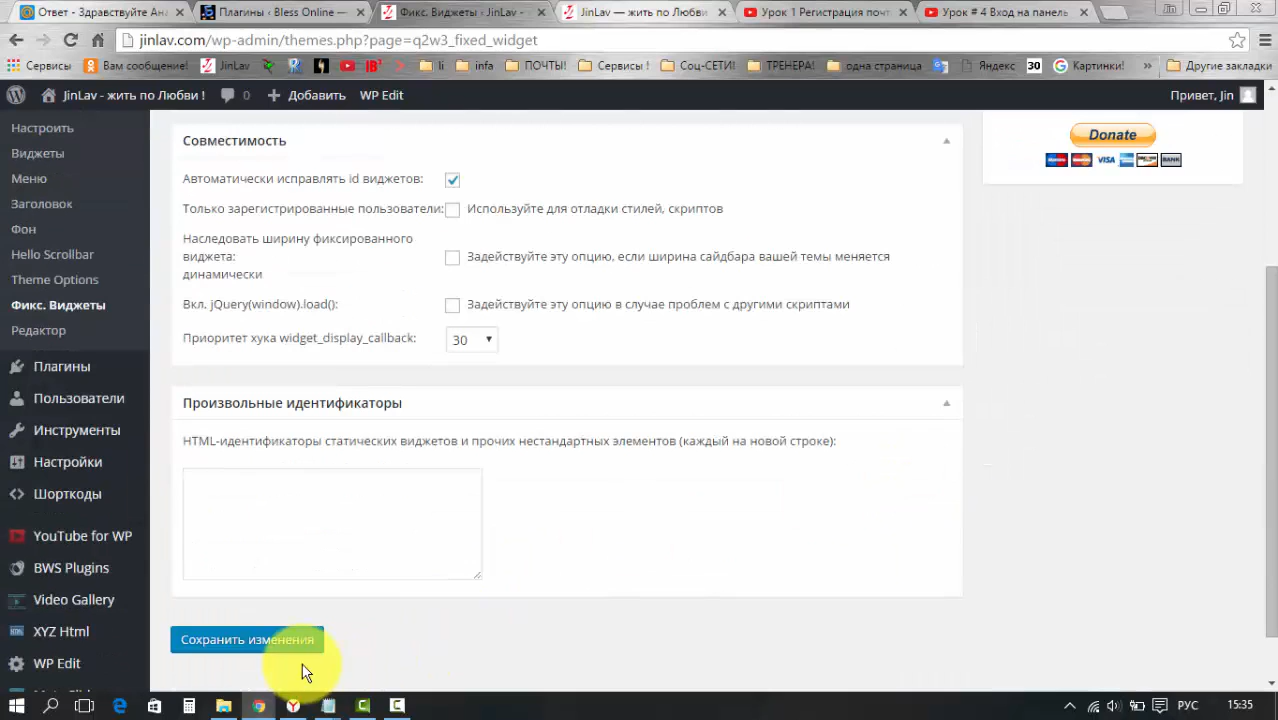 Ответ - Здравствуйте Ана
Плагины ‹ Bless Online —
Фикс. Виджеты - JinLav -
JinLav — жить по Любви
Урок 1 Регистрация почт
Урок # 4 Вход на панель
jinlav.com/wp-admin/themes.php?page=q2w3_fixed_widget
Сервисы
Вам сообщение!
JinLav
li
infa
ПОЧТЫ!
Сервисы !
Соц-СЕТИ!
ТРЕНЕРА!
одна страница
Яндекс
30
Картинки!
»
Другие закладки
JinLav - жить по Любви !
0
Добавить
WP Edit
Привет, Jin
Настроить
Виджеты
Меню
Заголовок
Фон
Hello Scrollbar
Theme Options
Фикс. Виджеты
Редактор
Плагины
Пользователи
Инструменты
Настройки
Шорткоды
YouTube for WP
BWS Plugins
Video Gallery
XYZ Html
WP Edit
Совместимость
Автоматически исправлять id виджетов:
Только зарегистрированные пользователи:
Используйте для отладки стилей, скриптов
Наследовать ширину фиксированного
виджета:
динамически
Задействуйте эту опцию, если ширина сайдбара вашей темы меняется
Вкл. jQuery(window).load():
Задействуйте эту опцию в случае проблем с другими скриптами
Приоритет хука widget_display_callback:
30
Произвольные идентификаторы
HTML-идентификаторы статических виджетов и прочих нестандартных элементов (каждый на новой строке):
Сохранить изменения
Donate
VISA
BANK
РУС
15:35